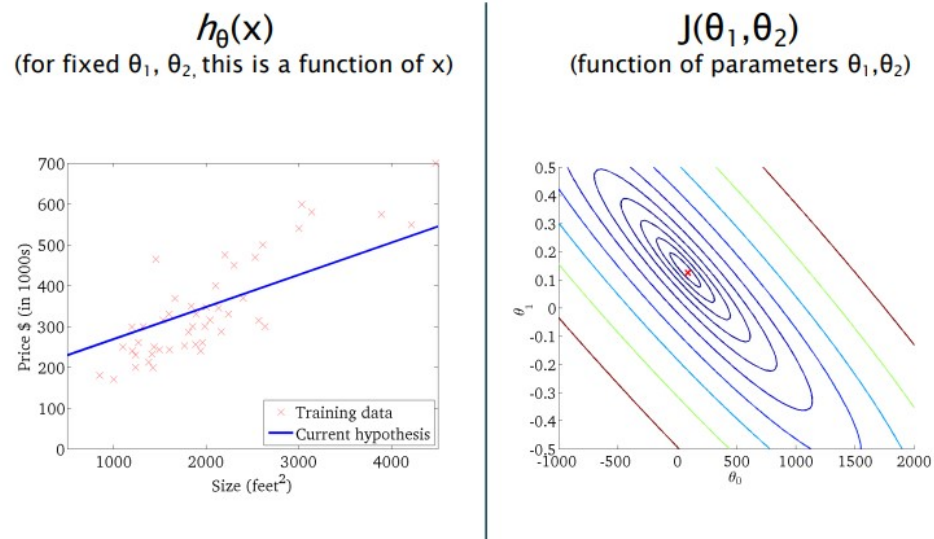 h_θ(x)
(for fixed θ₁, θ₂, this is a function of x)
700
600
500
400
300
200
100
0
Price $ (in 1000s)
1000 2000 3000 4000
Size (feet²)
Training data
Current hypothesis
J(θ₁,θ₂)
(function of parameters θ₁,θ₂)
0.5
0.4
0.3
0.2
0.1
0
-0.1
-0.2
-0.3
-0.4
-0.5
θ₁
-1000 -500 0 500 1000 1500 2000
θ₀